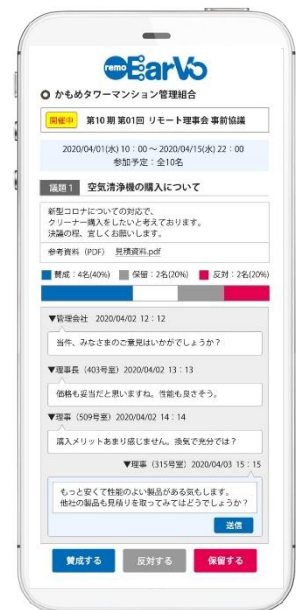 remo EarVo
かもめタワーマンション管理組合
開催中 第10期 第01回 リモート理事会 事前協議
2020/04/01(水) 10：00 ～ 2020/04/15(水) 22：00
参加予定：全10名
議題 1 空気清浄機の購入について
新型コロナについての対応で、
クリーナー購入をしたいと考えております。
決議の程、宜しくお願いします。
参考資料 (PDF) 見積資料.pdf
賛成：4名(40%) 保留：2名(20%) 反対：2名(20%)
▼管理会社 2020/04/02 12：12
当件、みなさまのご意見はいかがでしょうか？
▼理事長（403号室）2020/04/02 13：13
価格も妥当だと思いますね。性能も良さそう。
▼理事（509号室）2020/04/02 14：14
購入メリットあまり感じません。換気で充分では？
▼理事（315号室）2020/04/03 15：15
もっと安くて性能のよい製品がある気もします。
他社の製品も見積りを取ってみてはどうでしょうか？
送信
賛成する 反対する 保留する